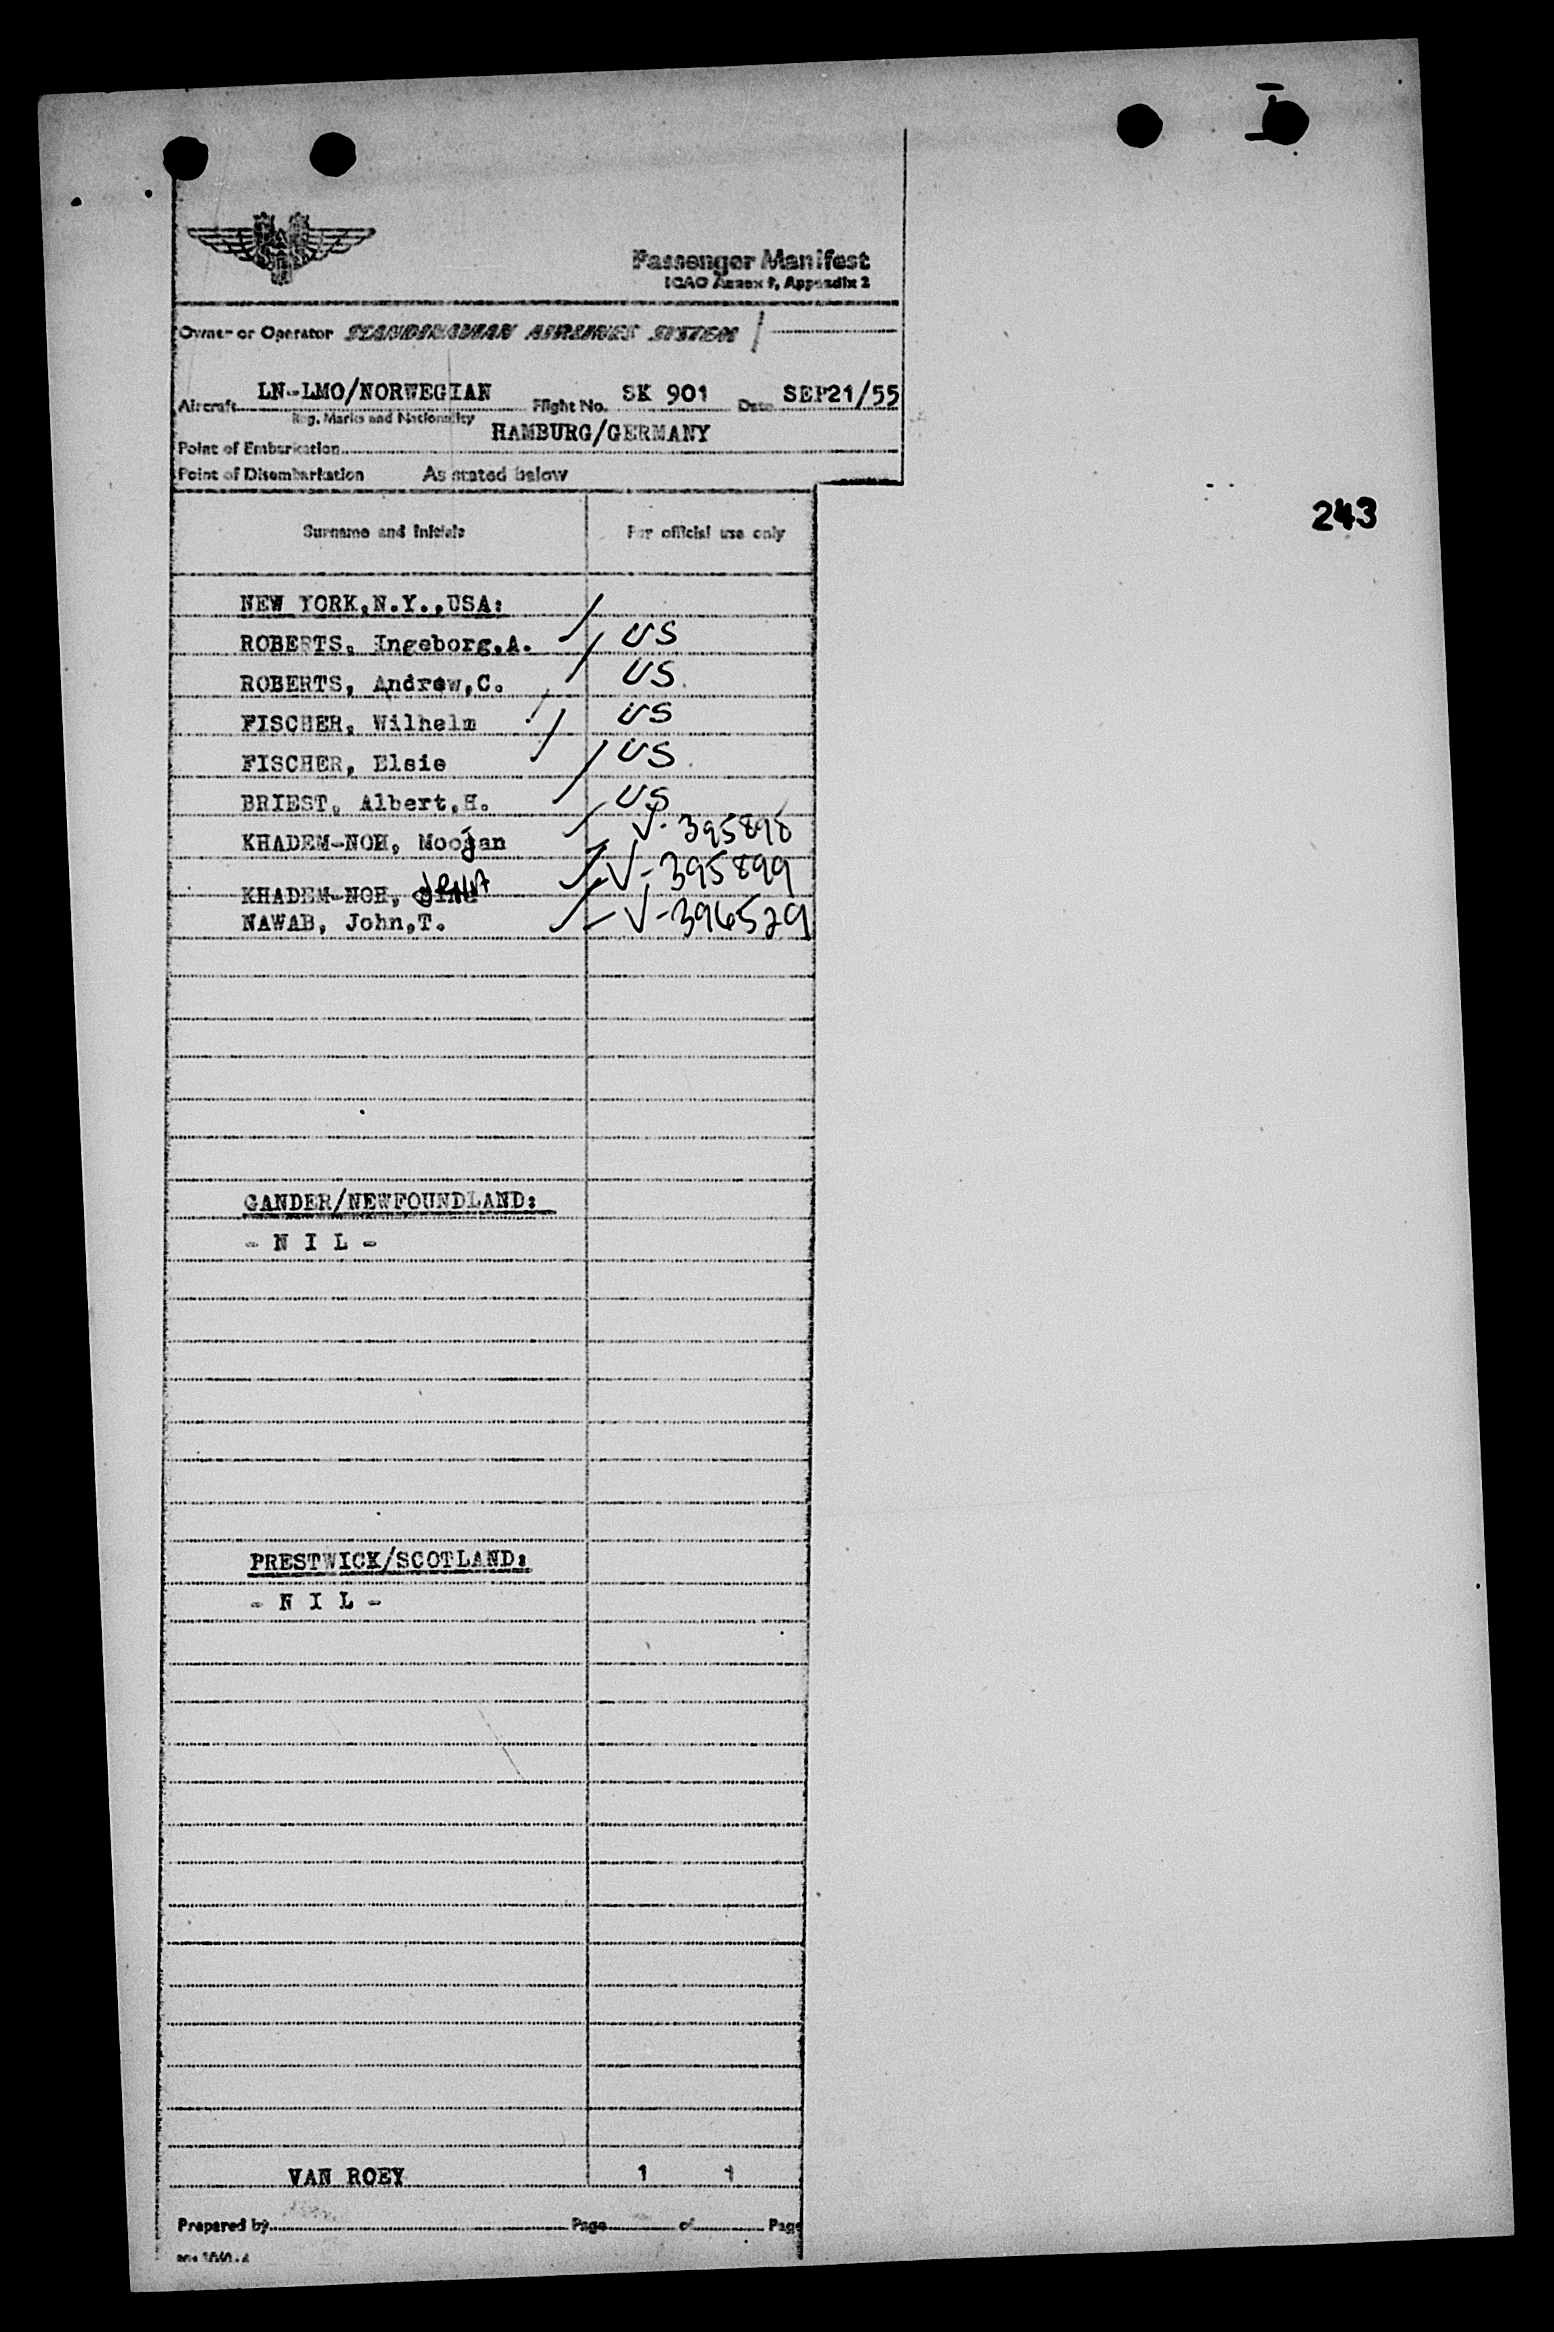 Passenger Manifest
ICAO Annex 9, Appendix 2
Owner or Operator SCANDINAVIAN AIRLINES SYSTEM
Aircraft LN-LMO/NORWEGIAN Flight No. SK 901 Date SEP21/55
Reg. Marks and Nationality
Point of Embarkation HAMBURG/GERMANY
Point of Disembarkation As stated below
243
Surname and Initials For official use only
NEW YORK,N.Y.,USA:
ROBERTS, Ingeborg.A. US
ROBERTS, Andrew,C. US
FISCHER, Wilhelm US
FISCHER, Elsie US
BRIEST, Albert,H. US
KHADEM-NOH, Moojan V-395898
KHADEM-NOH, V-395899
NAWAB, John,T. V-396529
GANDER/NEWFOUNDLAND:
- N I L -
PRESTWICK/SCOTLAND:
- N I L -
VAN ROEY 1 1
Prepared by Page of Page